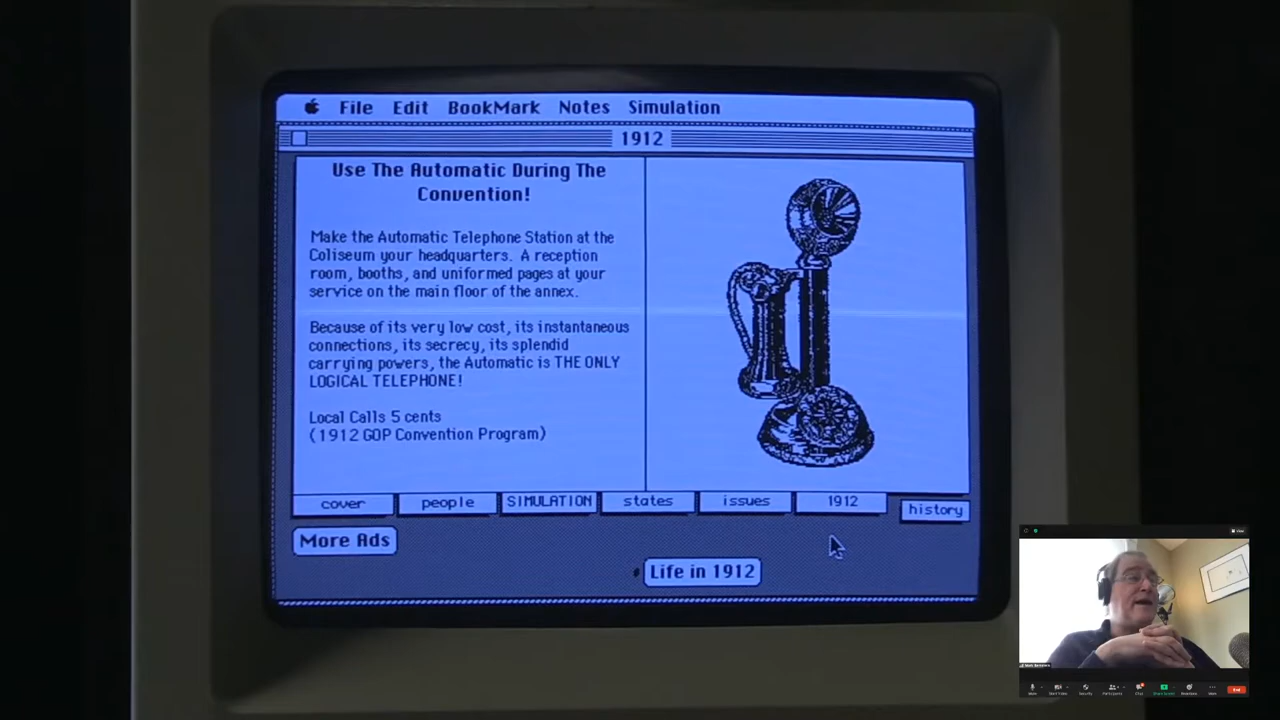 File Edit BookMark Notes Simulation
1912
Use The Automatic During The
Convention!
Make the Automatic Telephone Station at the
Coliseum your headquarters. A reception
room, booths, and uniformed pages at your
service on the main floor of the annex.
Because of its very low cost, its instantaneous
connections, its secrecy, its splendid
carrying powers, the Automatic is THE ONLY
LOGICAL TELEPHONE!
Local Calls 5 cents
(1912 GOP Convention Program)
cover people SIMULATION states issues 1912 history
More Ads
Life in 1912